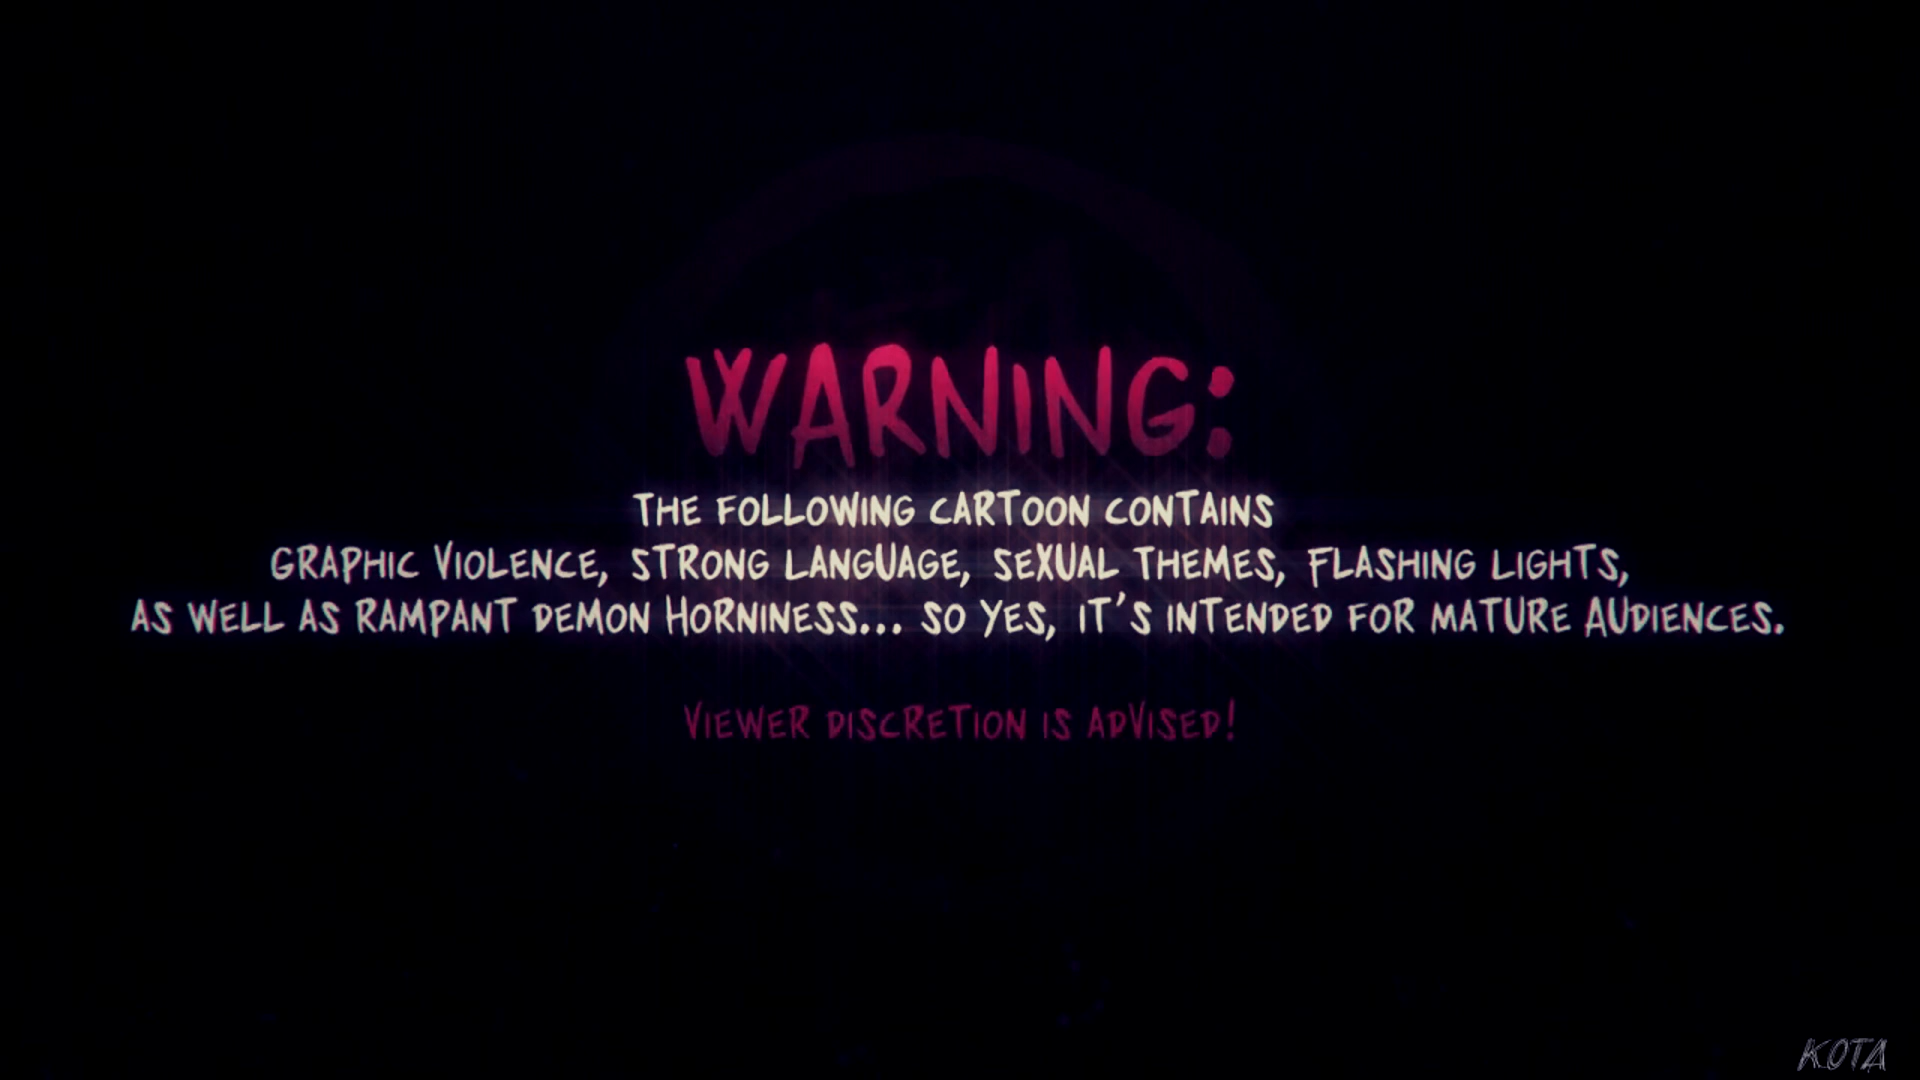 WARNING:
THE FOLLOWING CARTOON CONTAINS
GRAPHIC VIOLENCE, STRONG LANGUAGE, SEXUAL THEMES, FLASHING LIGHTS,
AS WELL AS RAMPANT DEMON HORNINESS... SO YES, IT'S INTENDED FOR MATURE AUDIENCES.
VIEWER DISCRETION IS ADVISED!
KOTA